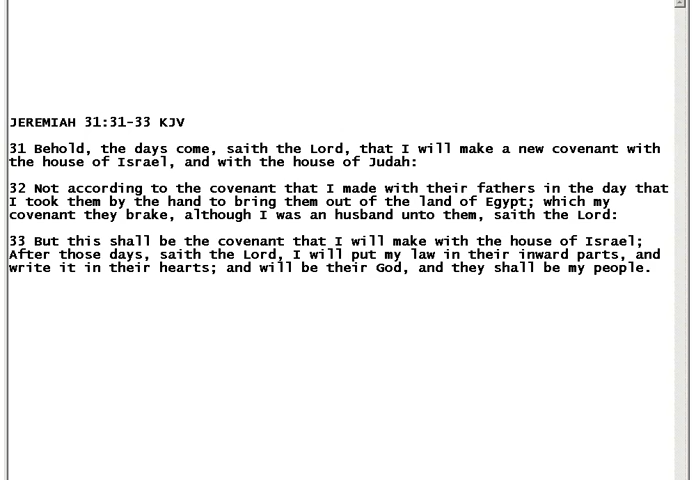 JEREMIAH 31:31-33 KJV
31 Behold, the days come, saith the Lord, that I will make a new covenant with
the house of Israel, and with the house of Judah:
32 Not according to the covenant that I made with their fathers in the day that
I took them by the hand to bring them out of the land of Egypt; which my
covenant they brake, although I was an husband unto them, saith the Lord:
33 But this shall be the covenant that I will make with the house of Israel;
After those days, saith the Lord, I will put my law in their inward parts, and
write it in their hearts; and will be their God, and they shall be my people.